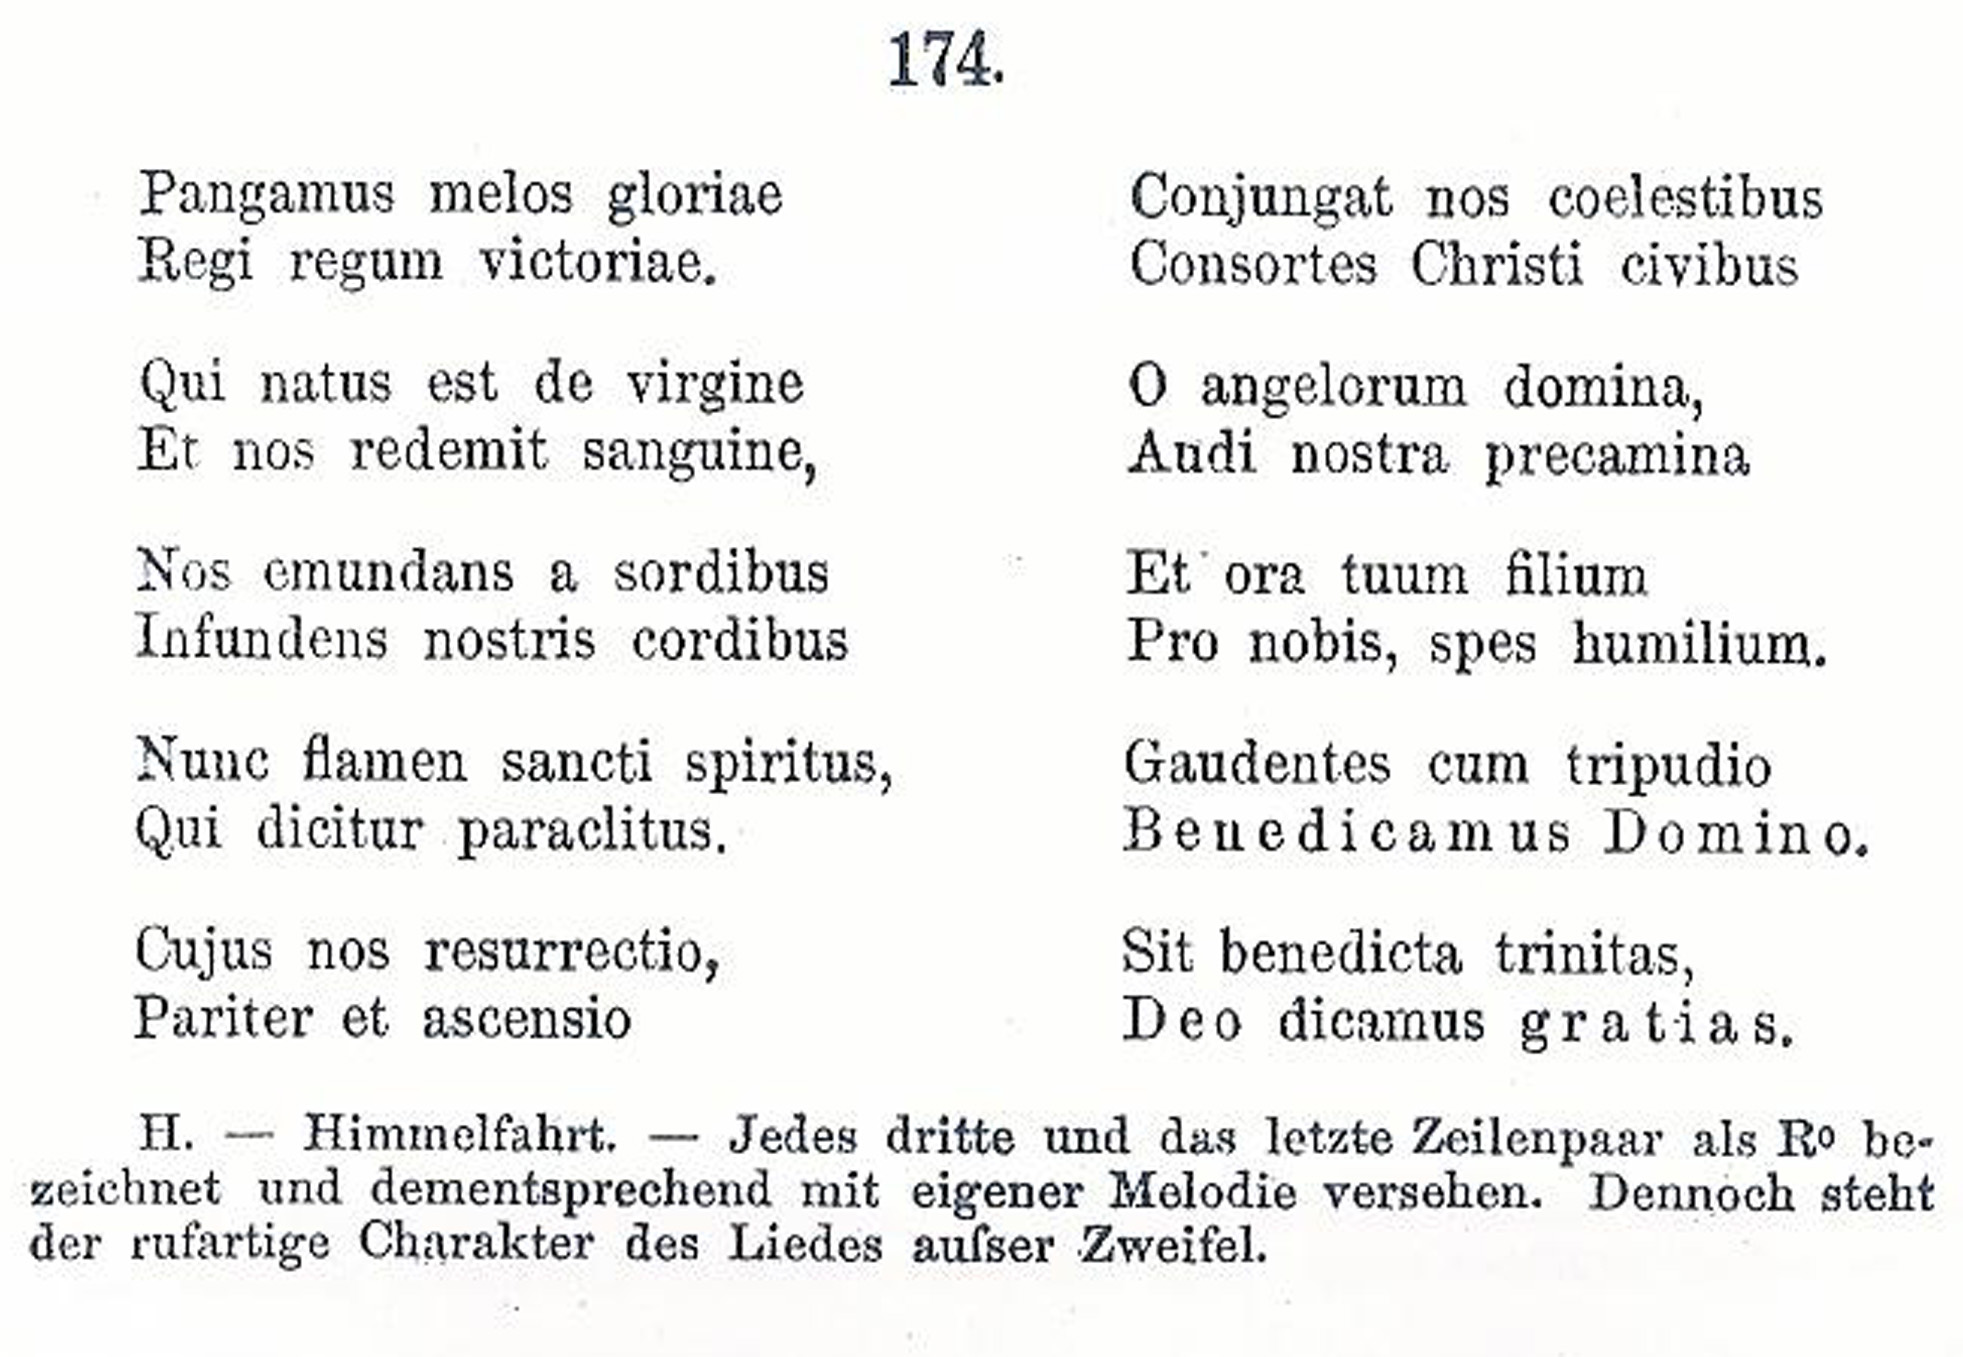 174.
Pangamus melos gloriae
Regi regum victoriae.
Qui natus est de virgine
Et nos redemit sanguine,
Nos emundans a sordibus
Infundens nostris cordibus
Nunc flamen sancti spiritus,
Qui dicitur paraclitus.
Cujus nos resurrectio,
Pariter et ascensio
Conjungat nos coelestibus
Consortes Christi civibus
O angelorum domina,
Audi nostra precamina
Et ora tuum filium
Pro nobis, spes humilium.
Gaudentes cum tripudio
Benedicamus Domino.
Sit benedicta trinitas,
Deo dicamus gratias.
H. — Himmelfahrt. — Jedes dritte und das letzte Zeilenpaar als Rº be-
zeichnet und dementsprechend mit eigener Melodie versehen. Dennoch steht
der rufartige Charakter des Liedes aufser Zweifel.